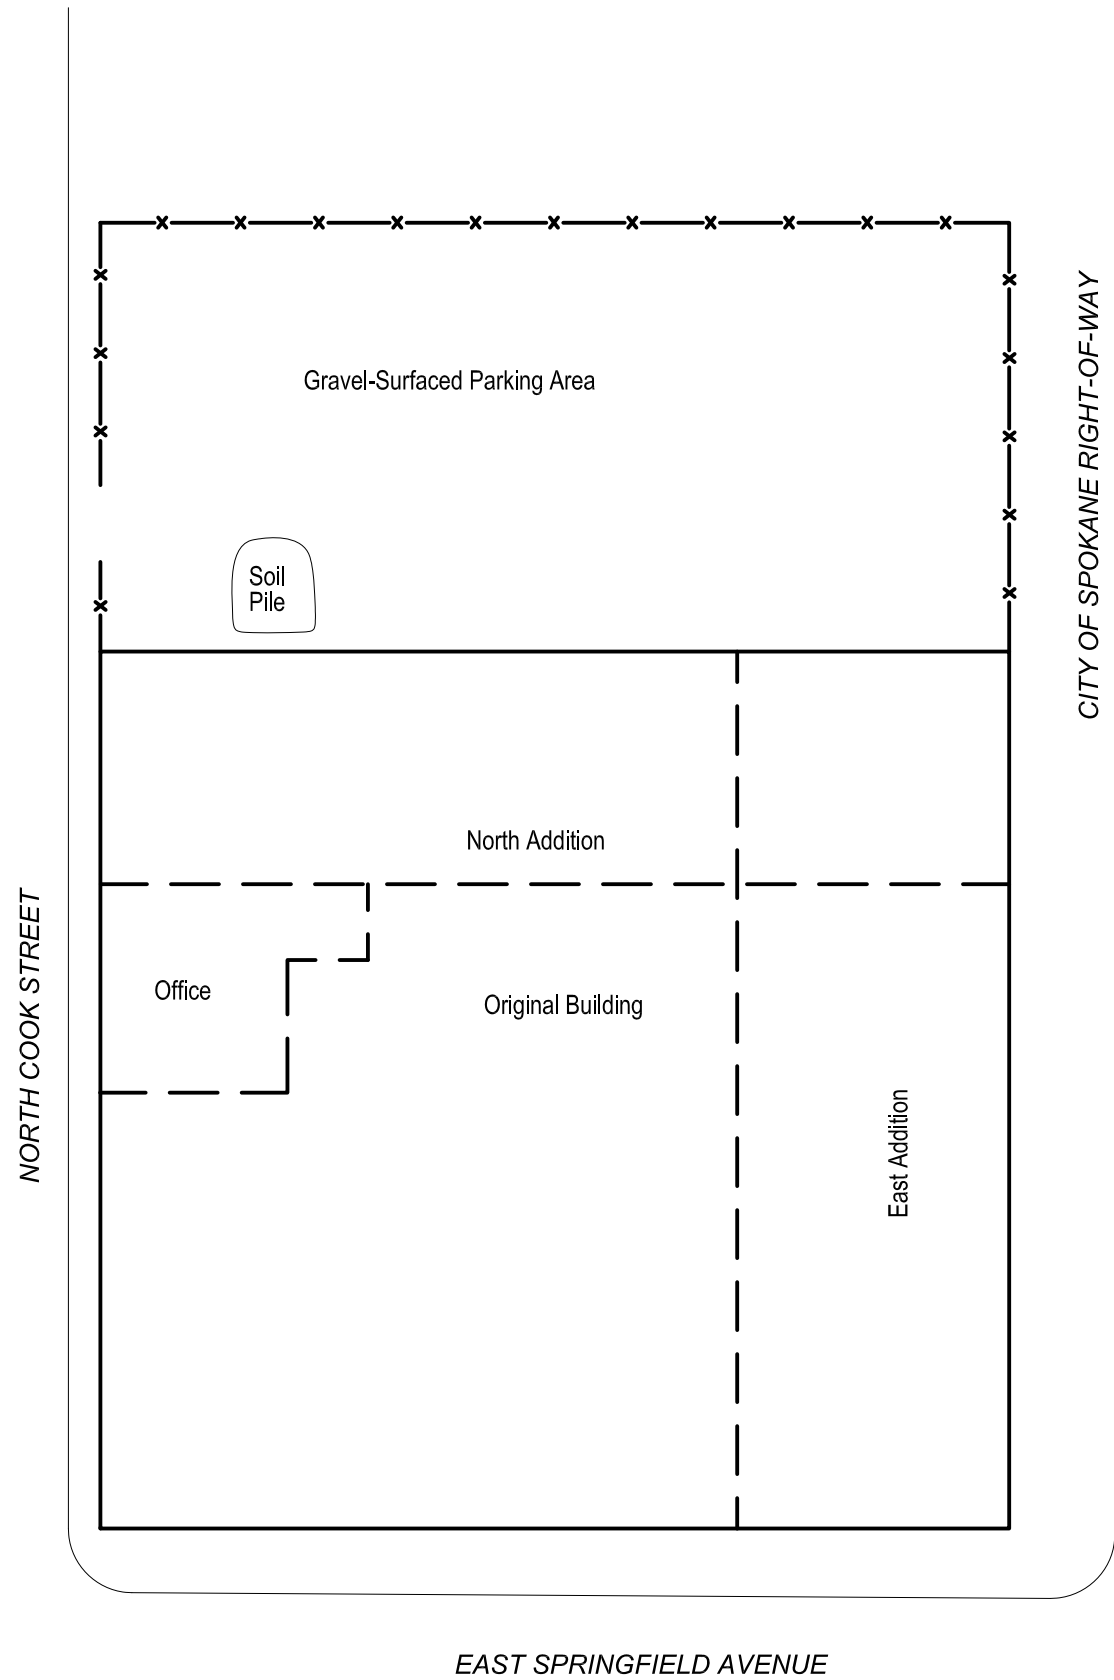 CITY OF SPOKANE RIGHT-OF-WAY
Gravel-Surfaced Parking Area
Soil
Pile
North Addition
NORTH COOK STREET
Office
Original Building
East Addition
EAST SPRINGFIELD AVENUE